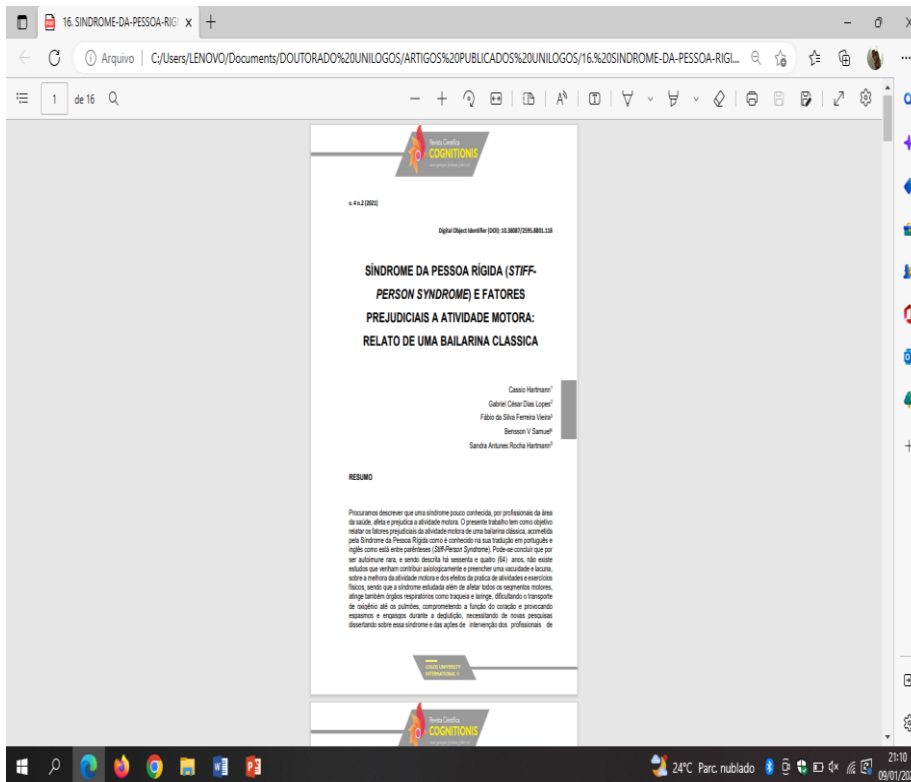 16. SINDROME-DA-PESSOA-RIGI
Arquivo
C:/Users/LENOVO/Documents/DOUTORADO%20UNILOGOS/ARTIGOS%20PUBLICADOS%20UNILOGOS/16.%20SINDROME-DA-PESSOA-RIGI...
1 de 16
Revista Científica
COGNITIONIS
v. 4 n.2 (2021)
Digital Object Identifier (DOI): 10.38087/2595.8801.118
SÍNDROME DA PESSOA RÍGIDA (STIFF-
PERSON SYNDROME) E FATORES
PREJUDICIAIS A ATIVIDADE MOTORA:
RELATO DE UMA BAILARINA CLASSICA
Cassio Hartmann¹
Gabriel César Dias Lopes²
Fábio da Silva Ferreira Vieira³
Bensson V Samuel⁴
Sandra Antunes Rocha Hartmann⁵
RESUMO
Procuramos descrever que uma síndrome pouco conhecida, por profissionais da área
da saúde, afeta e prejudica a atividade motora. O presente trabalho tem como objetivo
relatar os fatores prejudiciais da atividade motora de uma bailarina clássica, acometida
pela Síndrome da Pessoa Rígida como é conhecido na sua tradução em português e
inglês como está entre parênteses (Stiff-Person Syndrome). Pode-se concluir que por
ser autoimune rara, e sendo descrita há sessenta e quatro (64) anos, não existe
estudos que venham contribuir axiologicamente e preencher uma vacuidade e lacuna,
sobre a melhora da atividade motora e dos efeitos da pratica de atividades e exercícios
físicos, sendo que a síndrome estudada além de afetar todos os segmentos motores,
atinge também órgãos respiratórios como traqueia e laringe, dificultando o transporte
de oxigênio até os pulmões, comprometendo a função do coração e provocando
espasmos e engasgos durante a deglutição, necessitando de novas pesquisas
dissertando sobre essa síndrome e das ações de intervenção dos profissionais de
LOGOS UNIVERSITY
INTERNATIONAL
Revista Científica
COGNITIONIS
24°C Parc. nublado
21:10
09/01/202